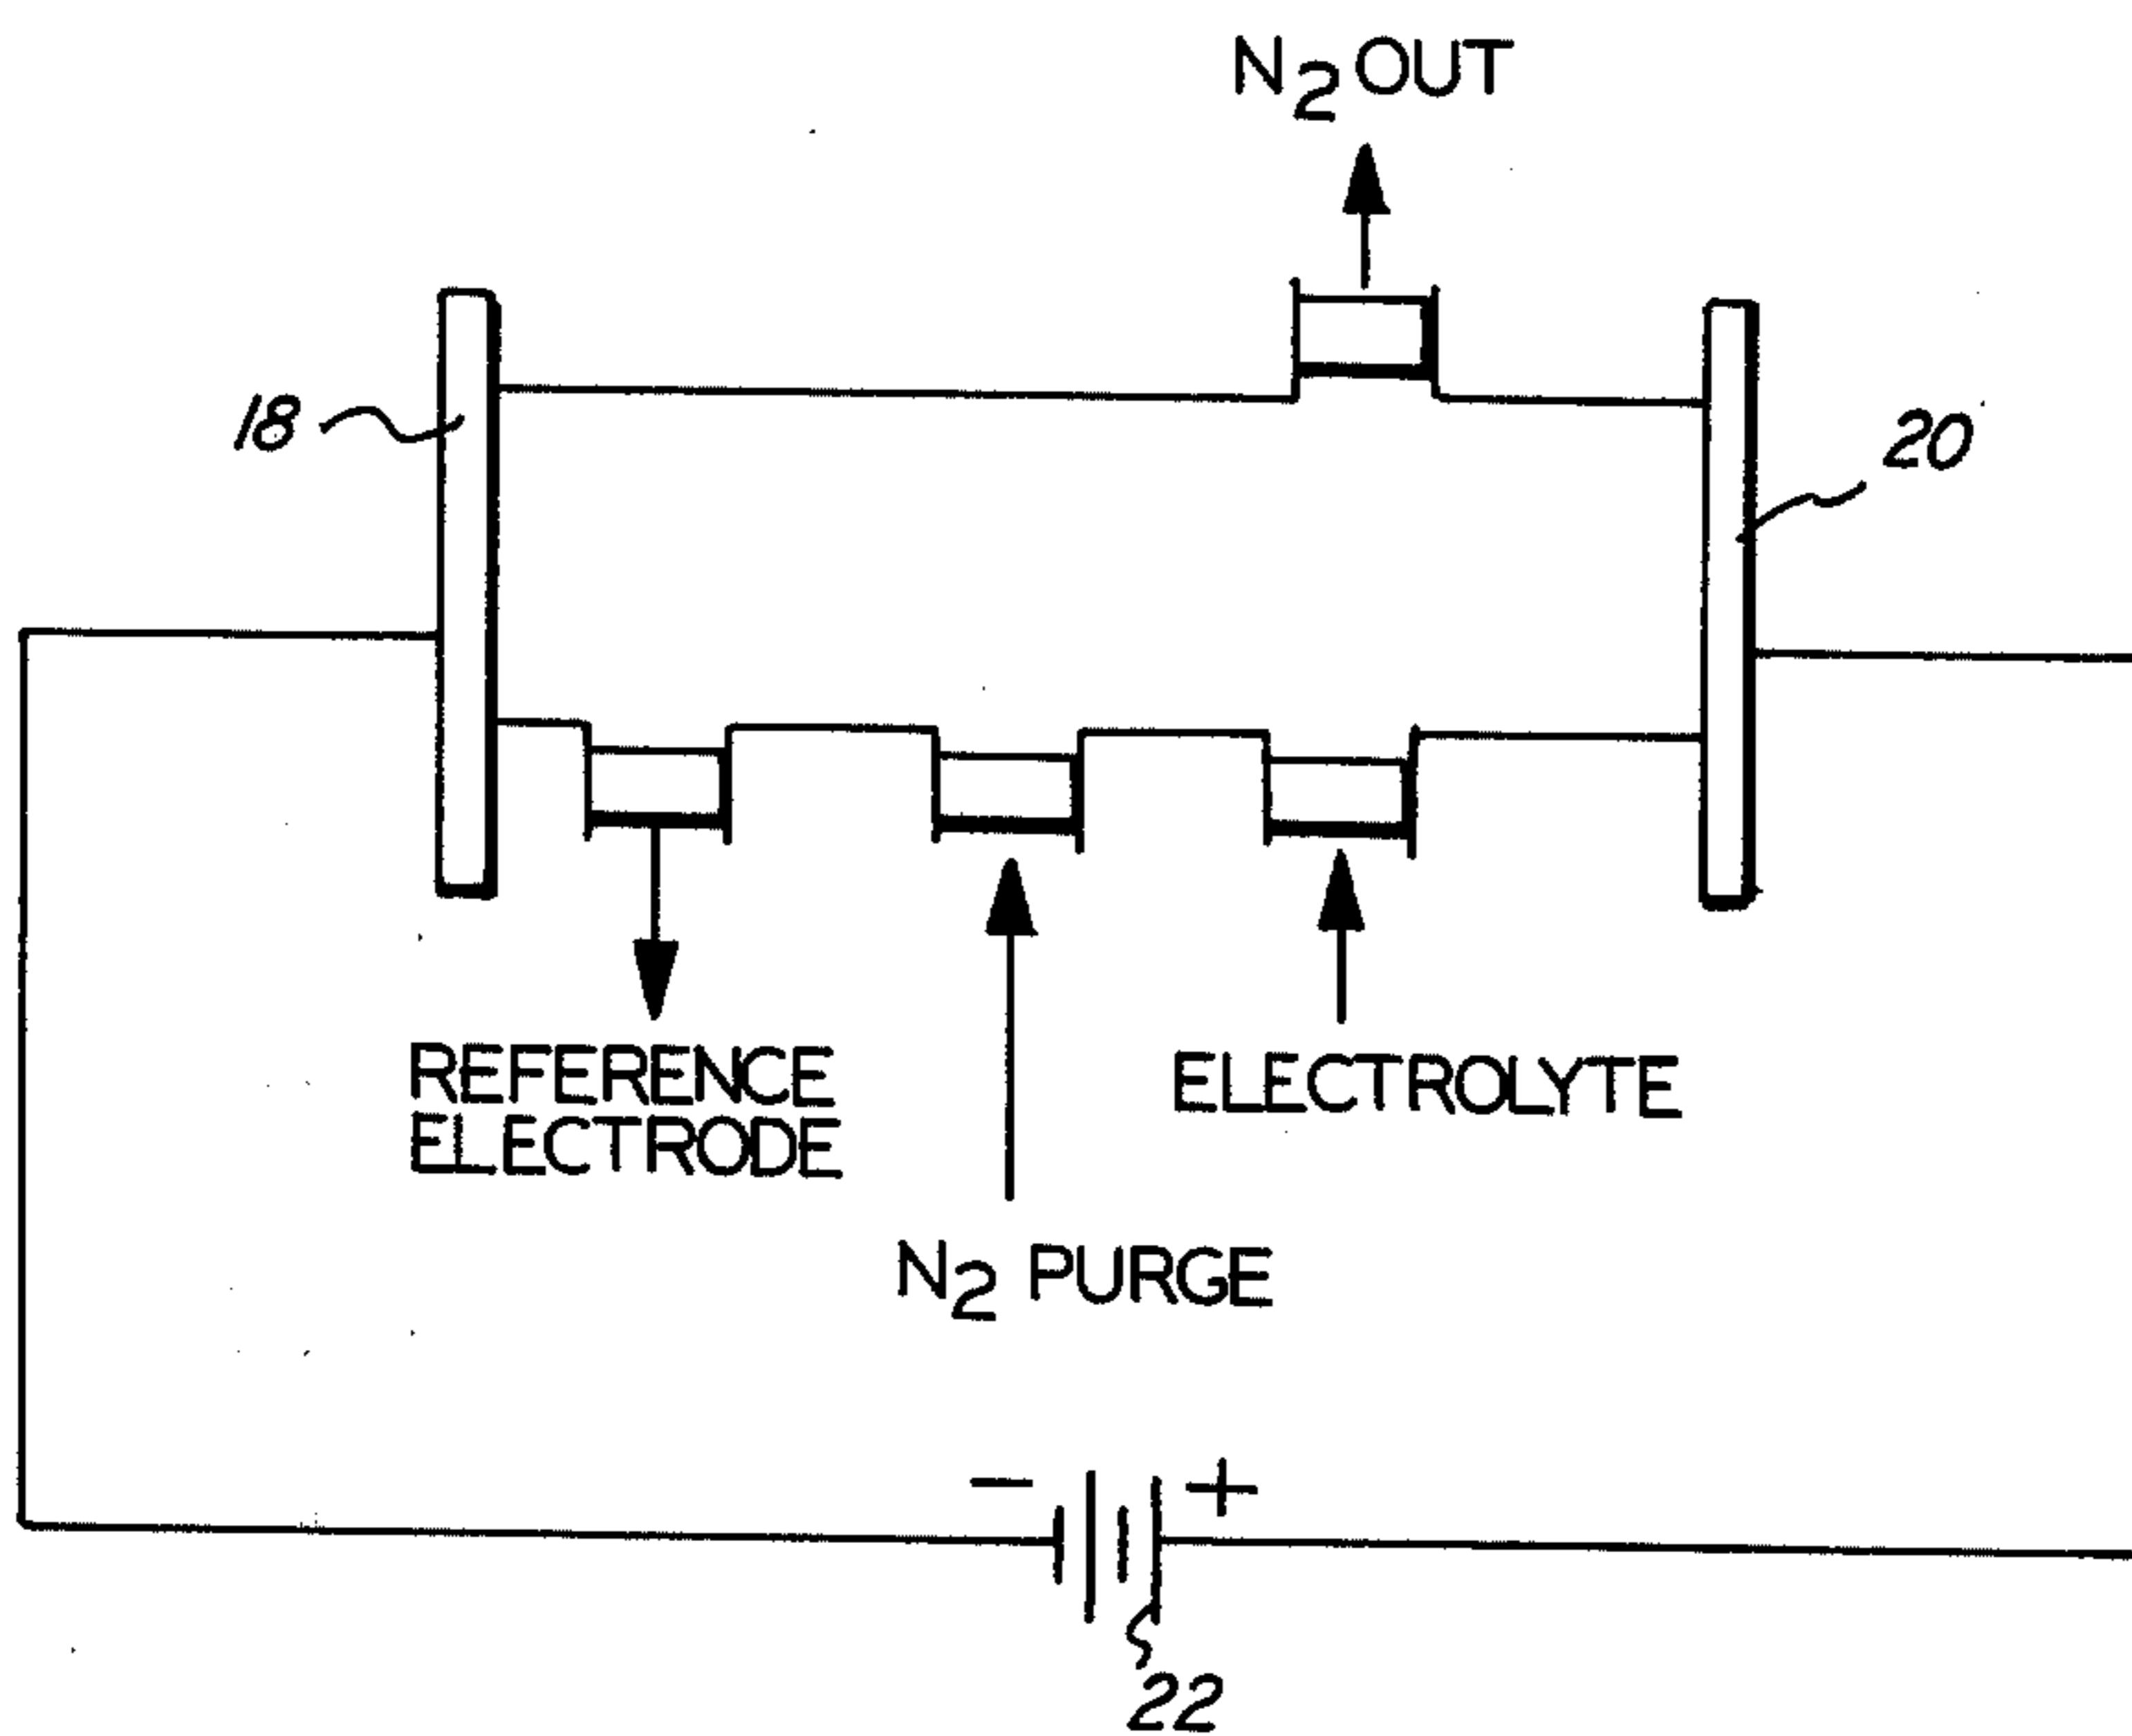 N2 OUT
18
20
REFERENCE
ELECTRODE
ELECTROLYTE
N2 PURGE
- +
22